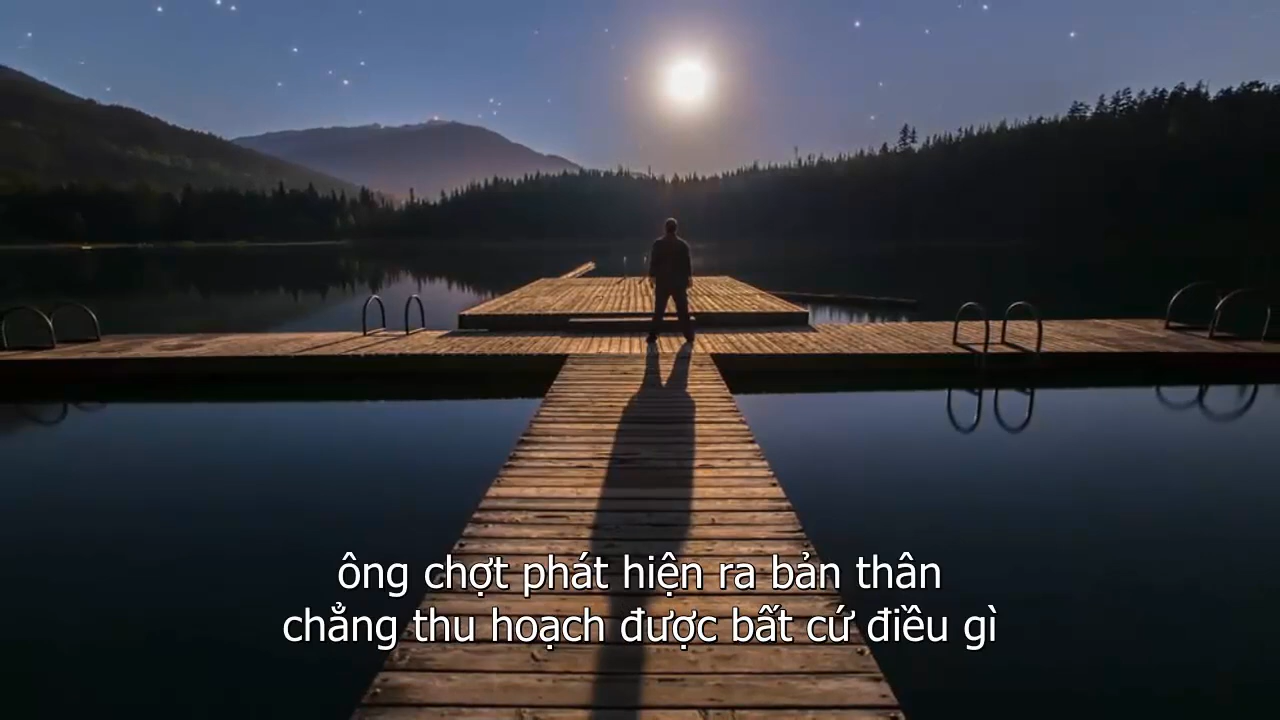 ông chợt phát hiện ra bản thân
chẳng thu hoạch được bất cứ điều gì